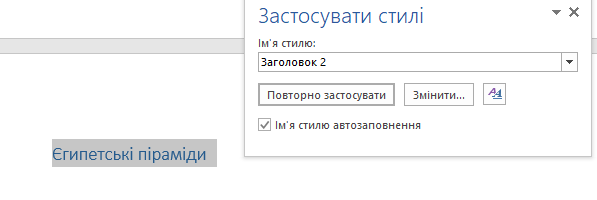 Застосувати стилі
Ім'я стилю:
Заголовок 2
Повторно застосувати
Змінити...
Ім'я стилю автозаповнення
Єгипетські піраміди